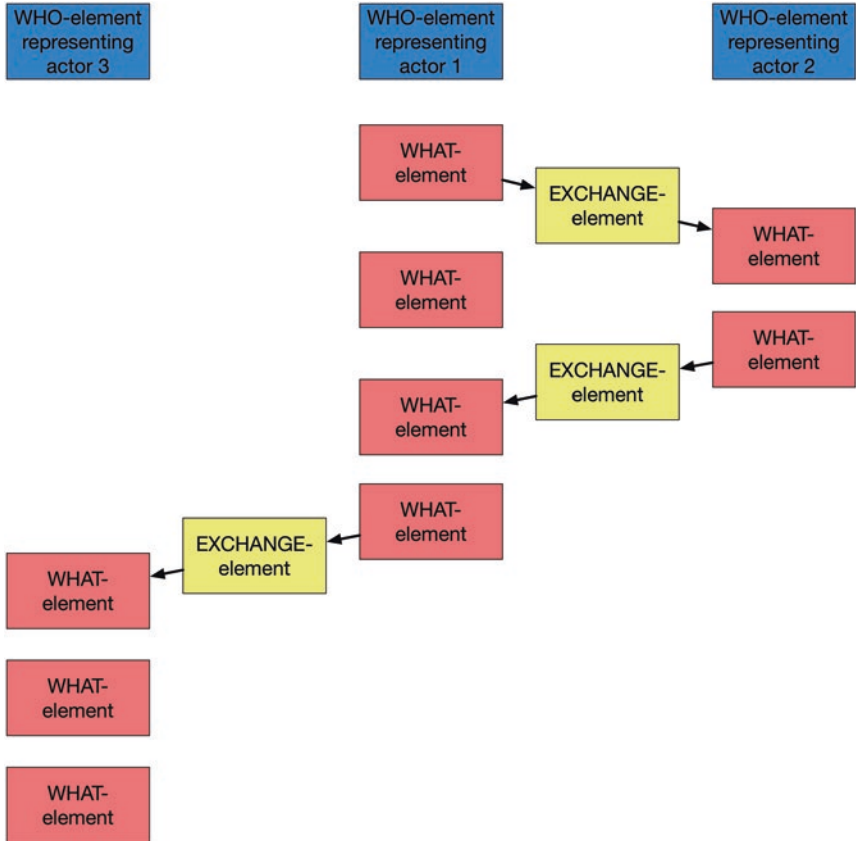 WHO-element
representing
actor 3
WHO-element
representing
actor 1
WHO-element
representing
actor 2
WHAT-
element
EXCHANGE-
element
WHAT-
element
WHAT-
element
WHAT-
element
EXCHANGE-
element
WHAT-
element
WHAT-
element
EXCHANGE-
element
WHAT-
element
WHAT-
element
WHAT-
element